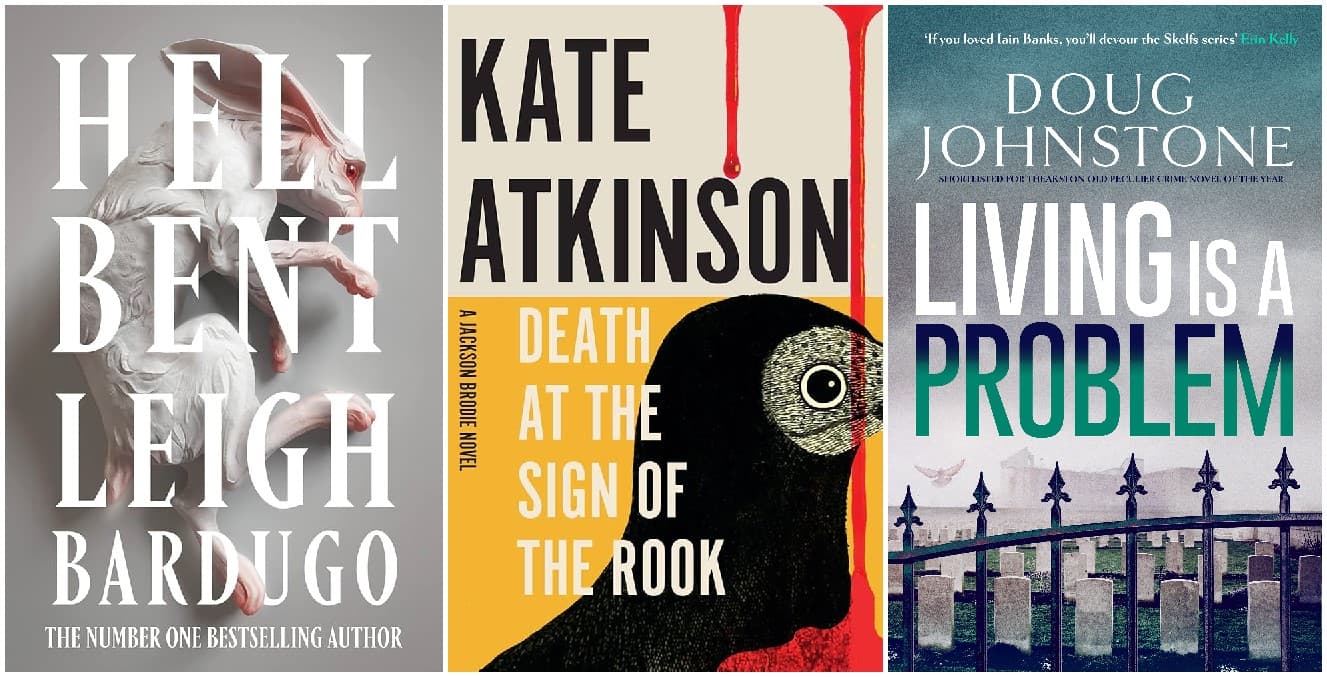 HELL
BENT
LEIGH
BARDUGO
THE NUMBER ONE BESTSELLING AUTHOR
KATE
ATKINSON
A JACKSON BRODIE NOVEL
DEATH
AT THE
SIGN OF
THE ROOK
‘If you loved Iain Banks, you’ll devour the Skelfs series’ Erin Kelly
DOUG
JOHNSTONE
SHORTLISTED FOR THEAKSTON OLD PECULIER CRIME NOVEL OF THE YEAR
LIVING IS A
PROBLEM